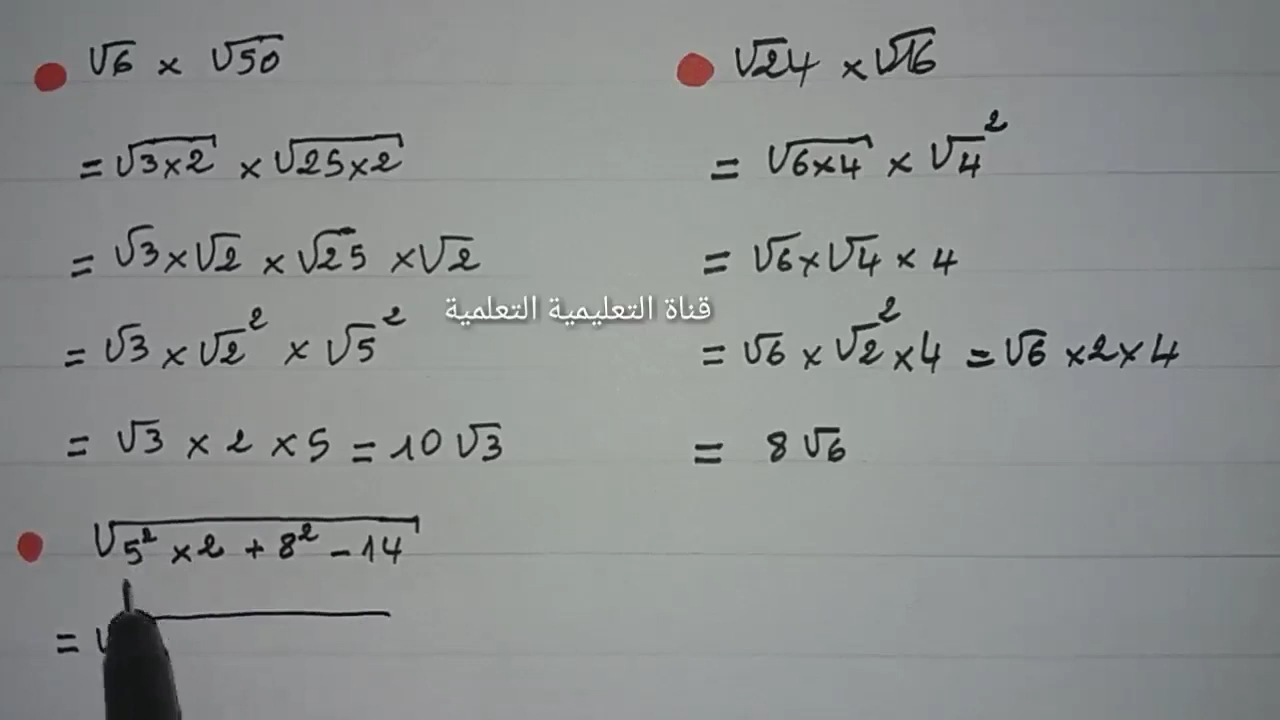 √6 × √50
= √3×2 × √25×2
= √3 × √2 × √25 × √2
= √3 × √2² × √5²
= √3 × 2 × 5 = 10√3
√24 × √16
= √6×4 × √4²
= √6 × √4 × 4
= √6 × √2² × 4 = √6 × 2 × 4
= 8√6
قناة التعليمية التعلمية
√5² × 2 + 8² − 14
= √